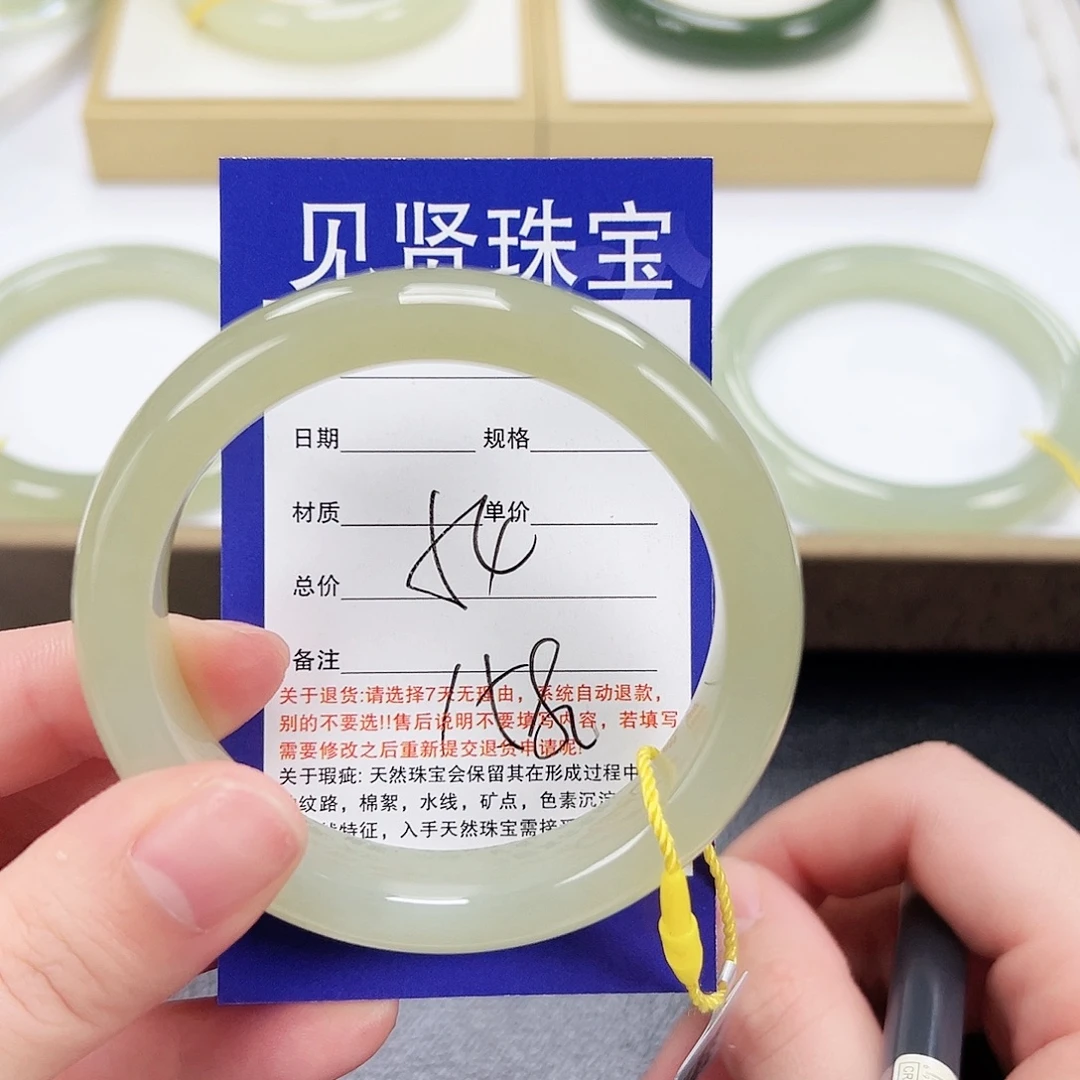 见贤珠宝
日期 规格
材质 单价
总价
备注
关于退货:请选择7天无理由，系统自动退款，
别的不要选!!售后说明不要填写内容，若填写
需要修改之后重新提交退货申请呢!
关于瑕疵: 天然珠宝会保留其在形成过程中
纹路，棉絮，水线，矿点，色素沉淀
特征，入手天然珠宝需接受